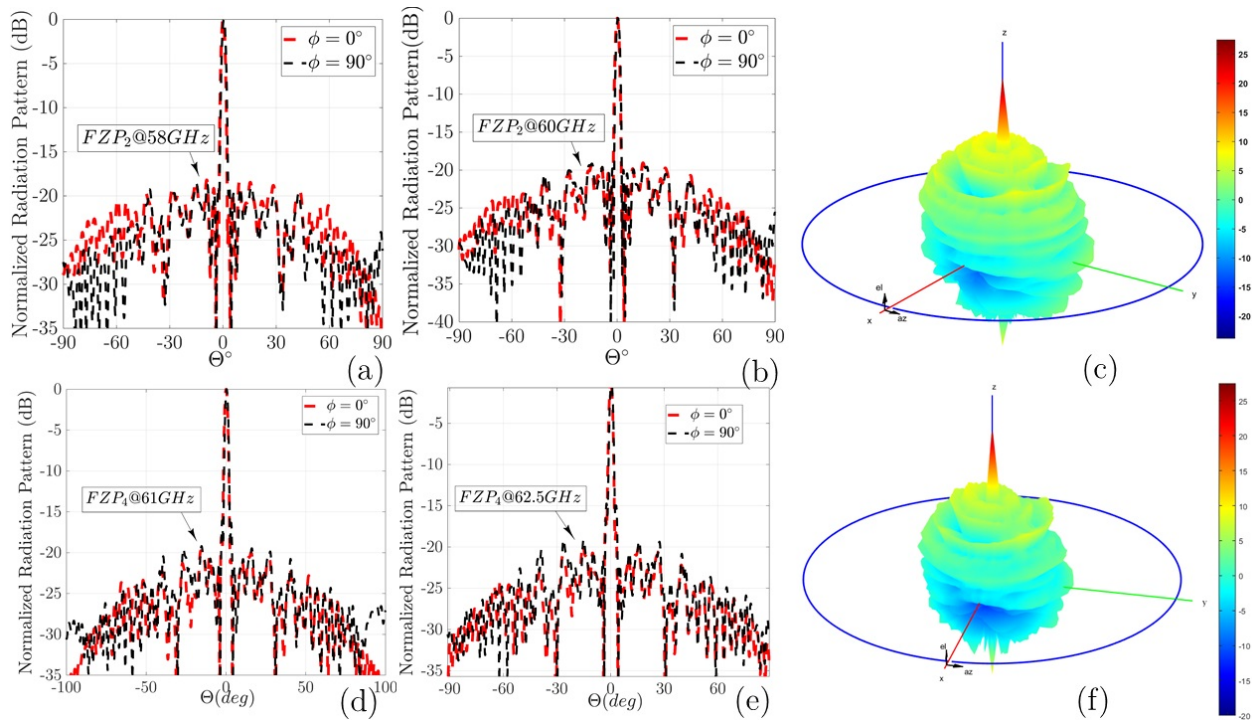 Normalized Radiation Pattern (dB)
0
-5
-10
-15
-20
-25
-30
-35
-90
-60
-30
0
30
60
90
Θ°
ϕ = 0°
ϕ = 90°
FZP₂@58GHz
(a)
Normalized Radiation Pattern(dB)
0
-5
-10
-15
-20
-25
-30
-35
-40
-90
-60
-30
0
30
60
90
Θ°
ϕ = 0°
ϕ = 90°
FZP₂@60GHz
(b)
z
y
x
el
az
25
20
15
10
5
0
-5
-10
-15
-20
(c)
Normalized Radiation Pattern (dB)
0
-5
-10
-15
-20
-25
-30
-35
-100
-50
0
50
100
Θ(deg)
ϕ = 0°
ϕ = 90°
FZP₄@61GHz
(d)
Normalized Radiation Pattern (dB)
-5
-10
-15
-20
-25
-30
-35
-90
-60
-30
0
30
60
Θ(deg)
ϕ = 0°
ϕ = 90°
FZP₄@62.5GHz
(e)
z
y
x
el
az
25
20
15
10
5
0
-5
-10
-15
-20
(f)